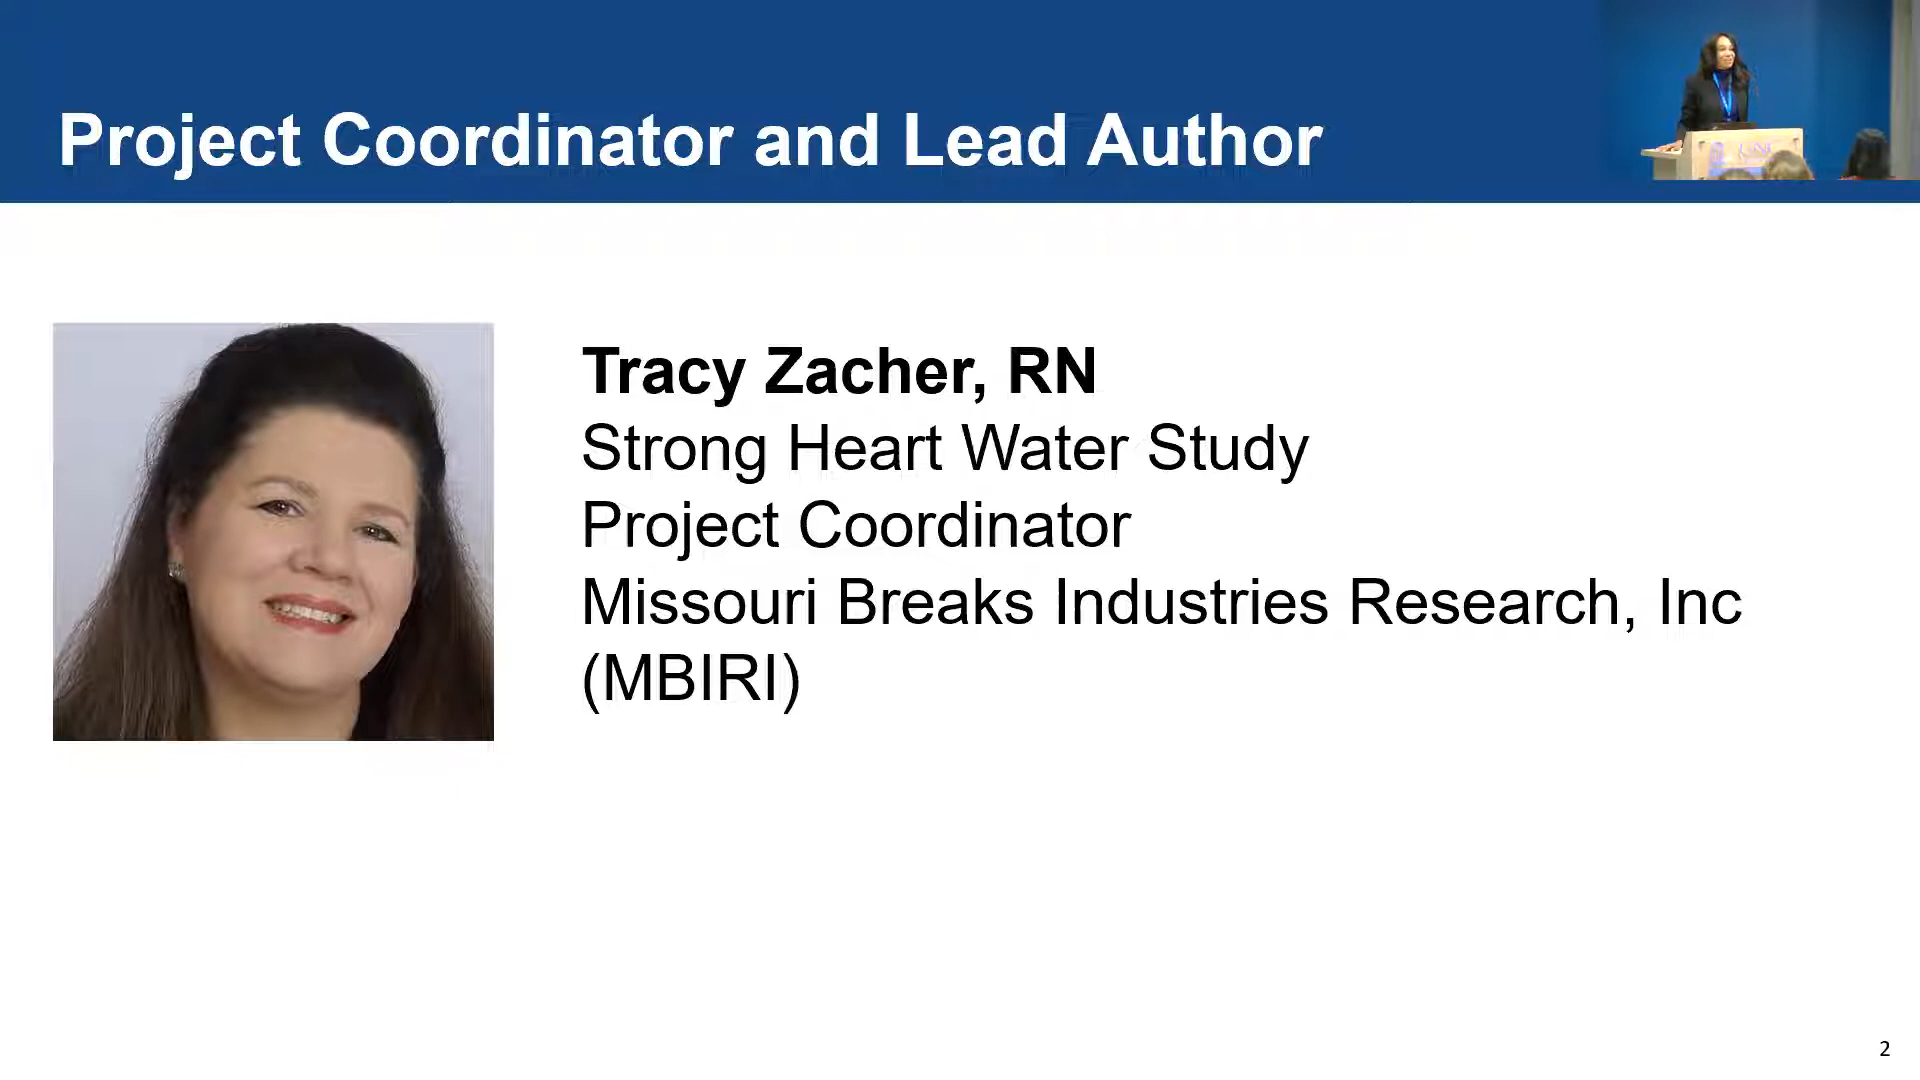 Project Coordinator and Lead Author
Tracy Zacher, RN
Strong Heart Water Study
Project Coordinator
Missouri Breaks Industries Research, Inc
(MBIRI)
2